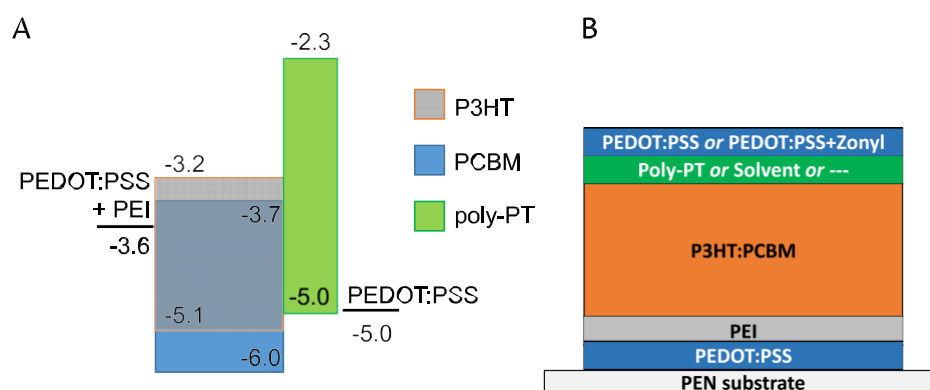 A
B
-2.3
P3HT
PCBM
poly-PT
-3.2
PEDOT:PSS
+ PEI
-3.6
-3.7
-5.1
-6.0
-5.0
PEDOT:PSS
-5.0
PEDOT:PSS or PEDOT:PSS+Zonyl
Poly-PT or Solvent or ---
P3HT:PCBM
PEI
PEDOT:PSS
PEN substrate